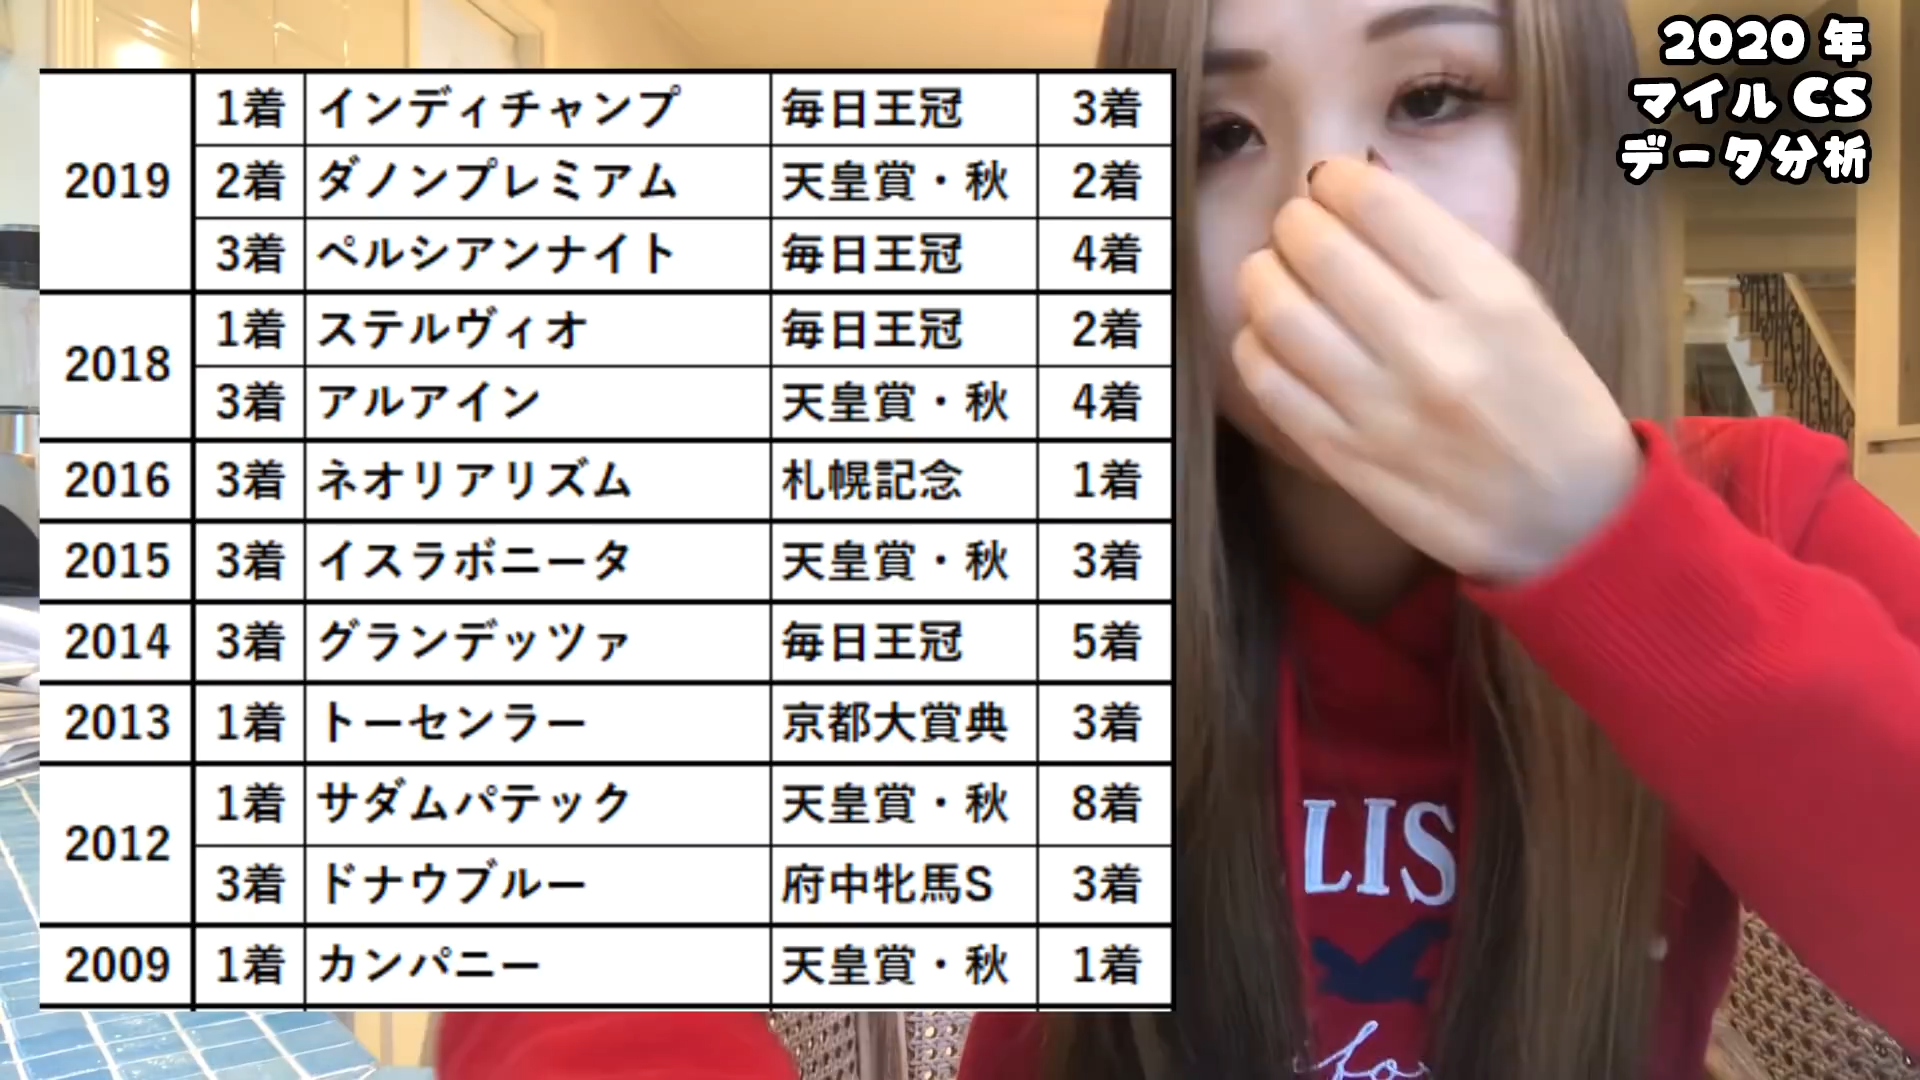 2020年
マイルCS
データ分析
2019 1着 インディチャンプ 毎日王冠 3着
2着 ダノンプレミアム 天皇賞・秋 2着
3着 ペルシアンナイト 毎日王冠 4着
2018 1着 ステルヴィオ 毎日王冠 2着
3着 アルアイン 天皇賞・秋 4着
2016 3着 ネオリアリズム 札幌記念 1着
2015 3着 イスラボニータ 天皇賞・秋 3着
2014 3着 グランデッツァ 毎日王冠 5着
2013 1着 トーセンラー 京都大賞典 3着
2012 1着 サダムパテック 天皇賞・秋 8着
3着 ドナウブルー 府中牝馬S 3着
2009 1着 カンパニー 天皇賞・秋 1着
LIS